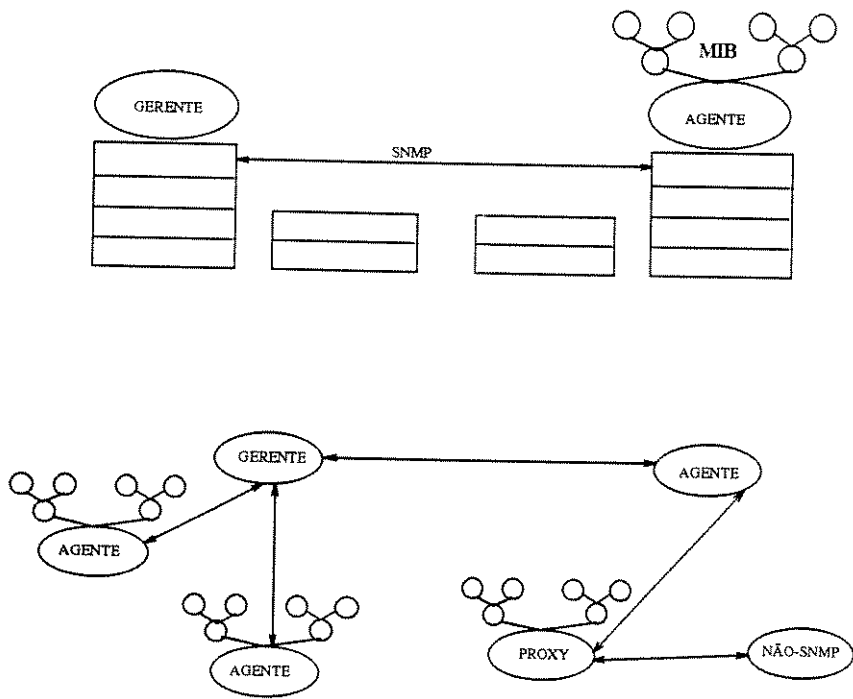 MIB
GERENTE
AGENTE
SNMP
GERENTE
AGENTE
AGENTE
AGENTE
PROXY
NÃO-SNMP